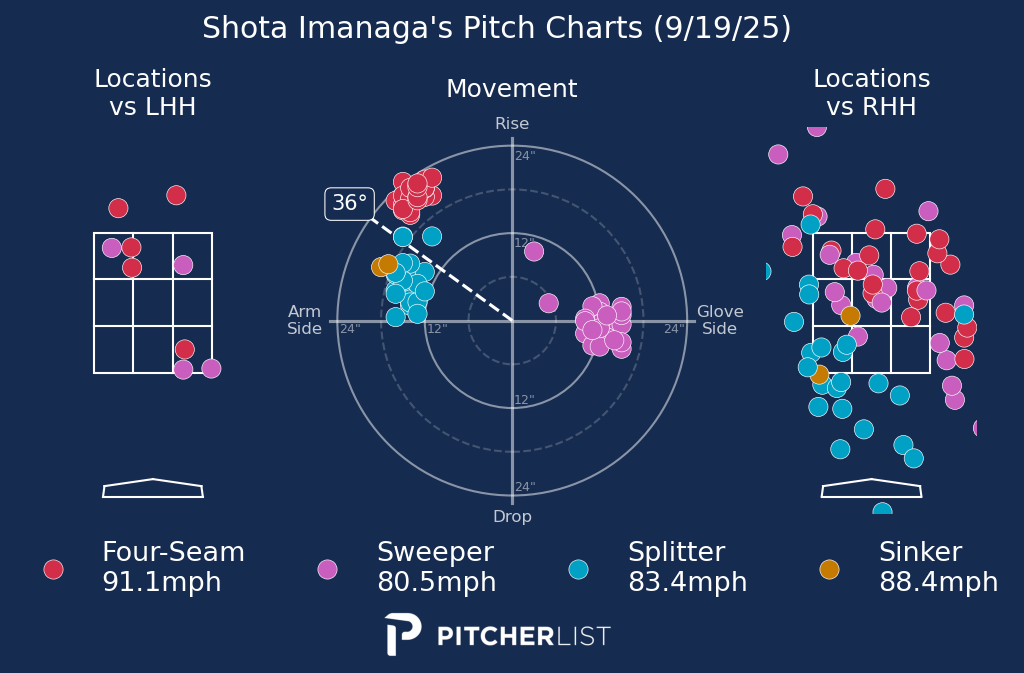 Shota Imanaga's Pitch Charts (9/19/25)
Locations
vs LHH
Movement
Locations
vs RHH
Rise
24"
36°
12"
Arm
Side
24"
12"
24"
Glove
Side
12"
24"
Drop
Four-Seam
91.1mph
Sweeper
80.5mph
Splitter
83.4mph
Sinker
88.4mph
PITCHERLIST